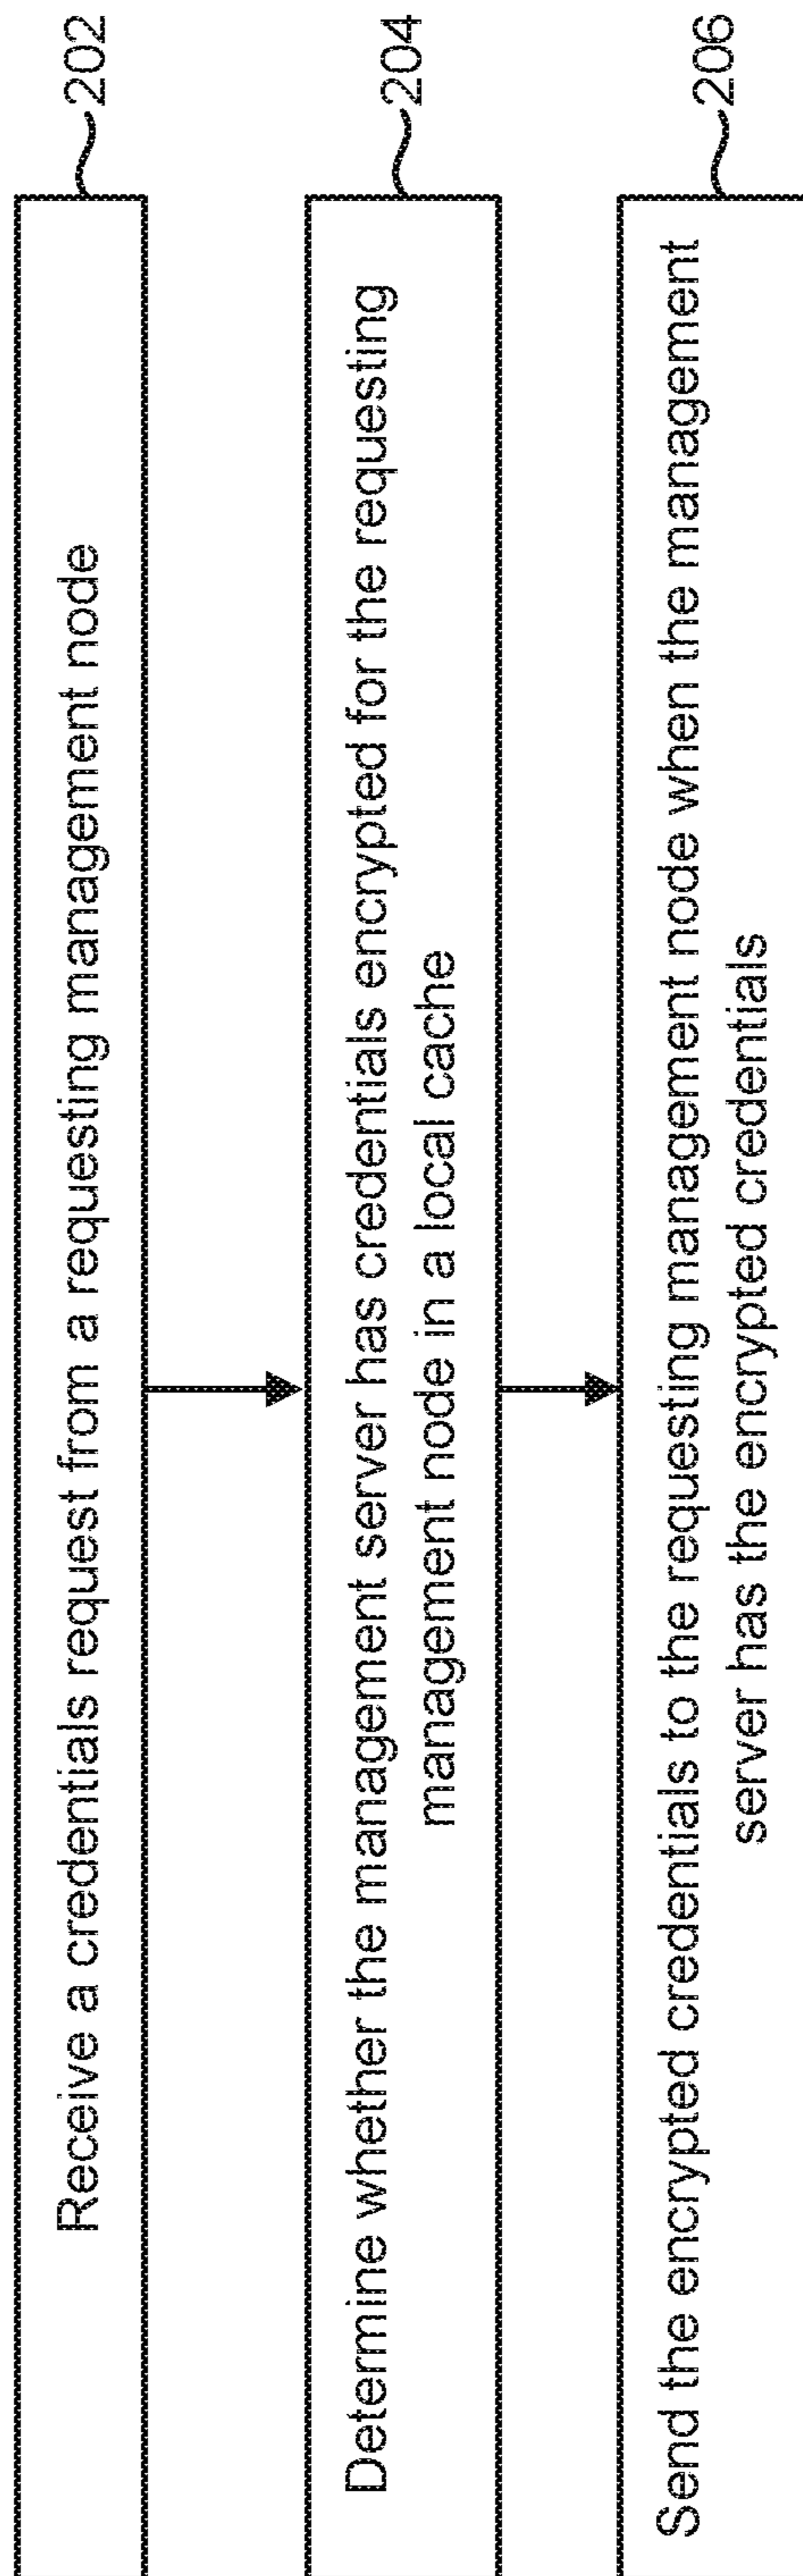 Receive a credentials request from a requesting management node
202
Determine whether the management server has credentials encrypted for the requesting
management node in a local cache
204
Send the encrypted credentials to the requesting management node when the management
server has the encrypted credentials
206